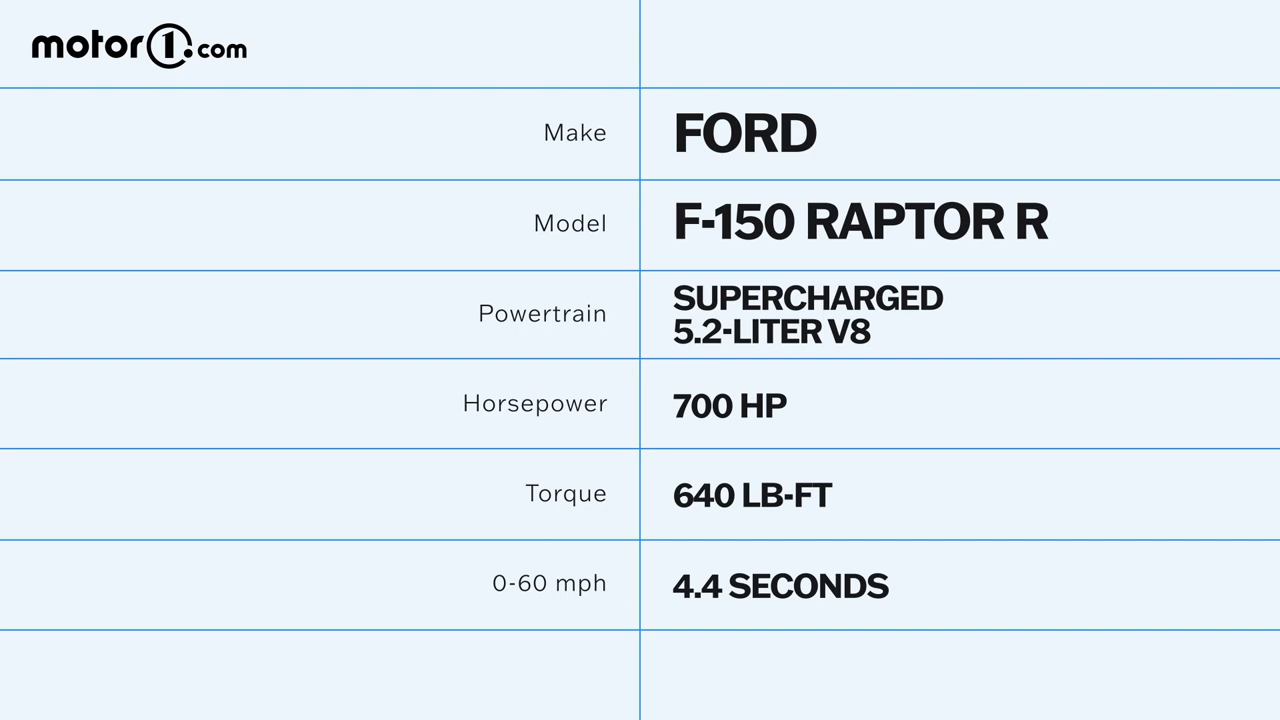 motor1.com
Make
FORD
Model
F-150 RAPTOR R
Powertrain
SUPERCHARGED
5.2-LITER V8
Horsepower
700 HP
Torque
640 LB-FT
0-60 mph
4.4 SECONDS